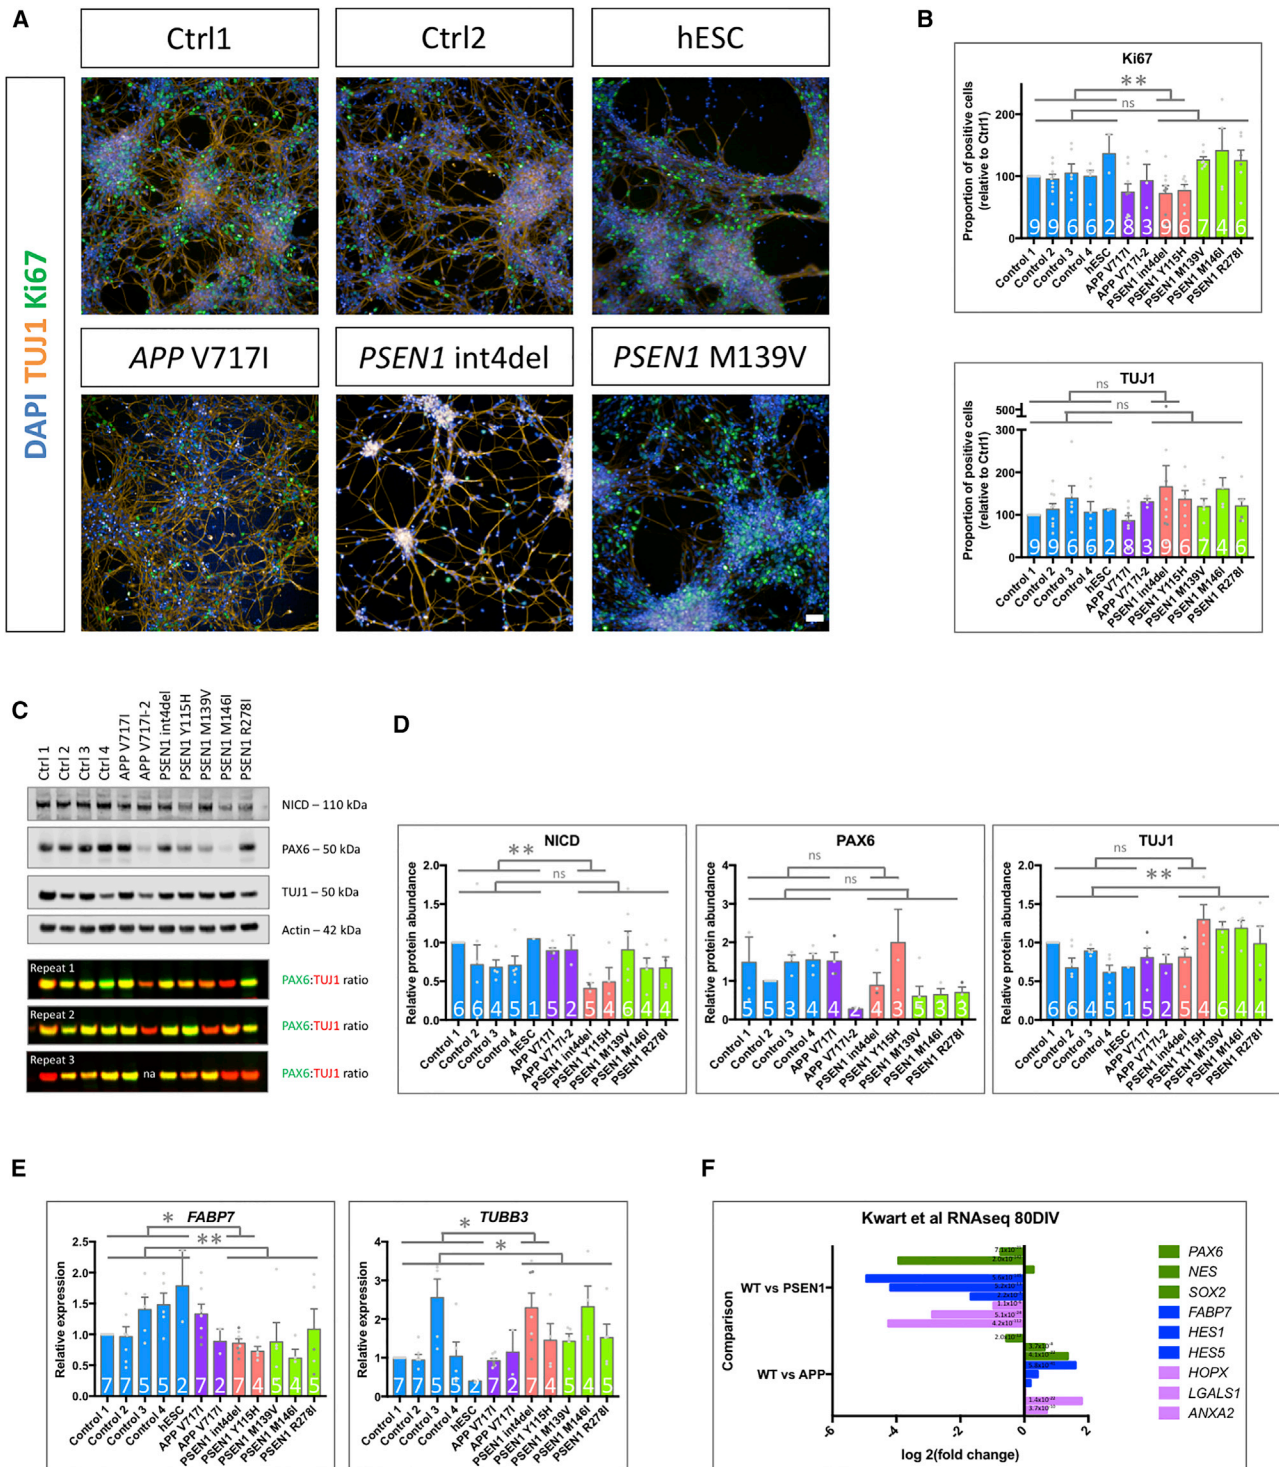 A
Ctrl1
Ctrl2
hESC
DAPI TUJ1 Ki67
APP V717I
PSEN1 int4del
PSEN1 M139V
B
Ki67
**
ns
Proportion of positive cells
(relative to Ctrl1)
200
100
0
9 9 6 6 2 8 3 9 6 7 4 6
Control 1
Control 2
Control 3
Control 4
hESC
APP V717I
APP V717I-2
PSEN1 int4del
PSEN1 Y115H
PSEN1 M139V
PSEN1 M146I
PSEN1 R278I
TUJ1
ns
ns
Proportion of positive cells
(relative to Ctrl1)
500
300
200
100
0
9 9 6 6 2 8 3 9 6 7 4 6
Control 1
Control 2
Control 3
Control 4
hESC
APP V717I
APP V717I-2
PSEN1 int4del
PSEN1 Y115H
PSEN1 M139V
PSEN1 M146I
PSEN1 R278I
C
Ctrl 1
Ctrl 2
Ctrl 3
Ctrl 4
APP V717I
APP V717I-2
PSEN1 int4del
PSEN1 Y115H
PSEN1 M139V
PSEN1 M146I
PSEN1 R278I
NICD – 110 kDa
PAX6 – 50 kDa
TUJ1 – 50 kDa
Actin – 42 kDa
Repeat 1
PAX6:TUJ1 ratio
Repeat 2
PAX6:TUJ1 ratio
Repeat 3
na
PAX6:TUJ1 ratio
D
NICD
**
ns
Relative protein abundance
2.0
1.5
1.0
0.5
0.0
6 6 4 5 1 5 2 5 4 6 4 4
Control 1
Control 2
Control 3
Control 4
hESC
APP V717I
APP V717I-2
PSEN1 int4del
PSEN1 Y115H
PSEN1 M139V
PSEN1 M146I
PSEN1 R278I
PAX6
ns
ns
Relative protein abundance
4
3
2
1
0
5 5 3 4 4 2 4 3 5 3 3
Control 1
Control 2
Control 3
Control 4
APP V717I
APP V717I-2
PSEN1 int4del
PSEN1 Y115H
PSEN1 M139V
PSEN1 M146I
PSEN1 R278I
TUJ1
ns
**
Relative protein abundance
2.0
1.5
1.0
0.5
0.0
6 6 4 5 1 5 2 5 4 6 4 4
Control 1
Control 2
Control 3
Control 4
hESC
APP V717I
APP V717I-2
PSEN1 int4del
PSEN1 Y115H
PSEN1 M139V
PSEN1 M146I
PSEN1 R278I
E
FABP7
*
**
Relative expression
2.5
2.0
1.5
1.0
0.5
0.0
7 7 5 5 2 7 2 7 4 5 4 5
Control 1
Control 2
Control 3
Control 4
hESC
APP V717I
APP V717I
PSEN1 int4del
PSEN1 Y115H
PSEN1 M139V
PSEN1 M146I
PSEN1 R278I
TUBB3
*
*
Relative expression
4
3
2
1
0
7 7 5 5 2 7 2 7 4 5 4 5
Control 1
Control 2
Control 3
Control 4
hESC
APP V717I
APP V717I
PSEN1 int4del
PSEN1 Y115H
PSEN1 M139V
PSEN1 M146I
PSEN1 R278I
F
Kwart et al RNAseq 80DIV
Comparison
WT vs PSEN1
WT vs APP
-6
-4
-2
0
2
log 2(fold change)
PAX6
NES
SOX2
FABP7
HES1
HES5
HOPX
LGALS1
ANXA2